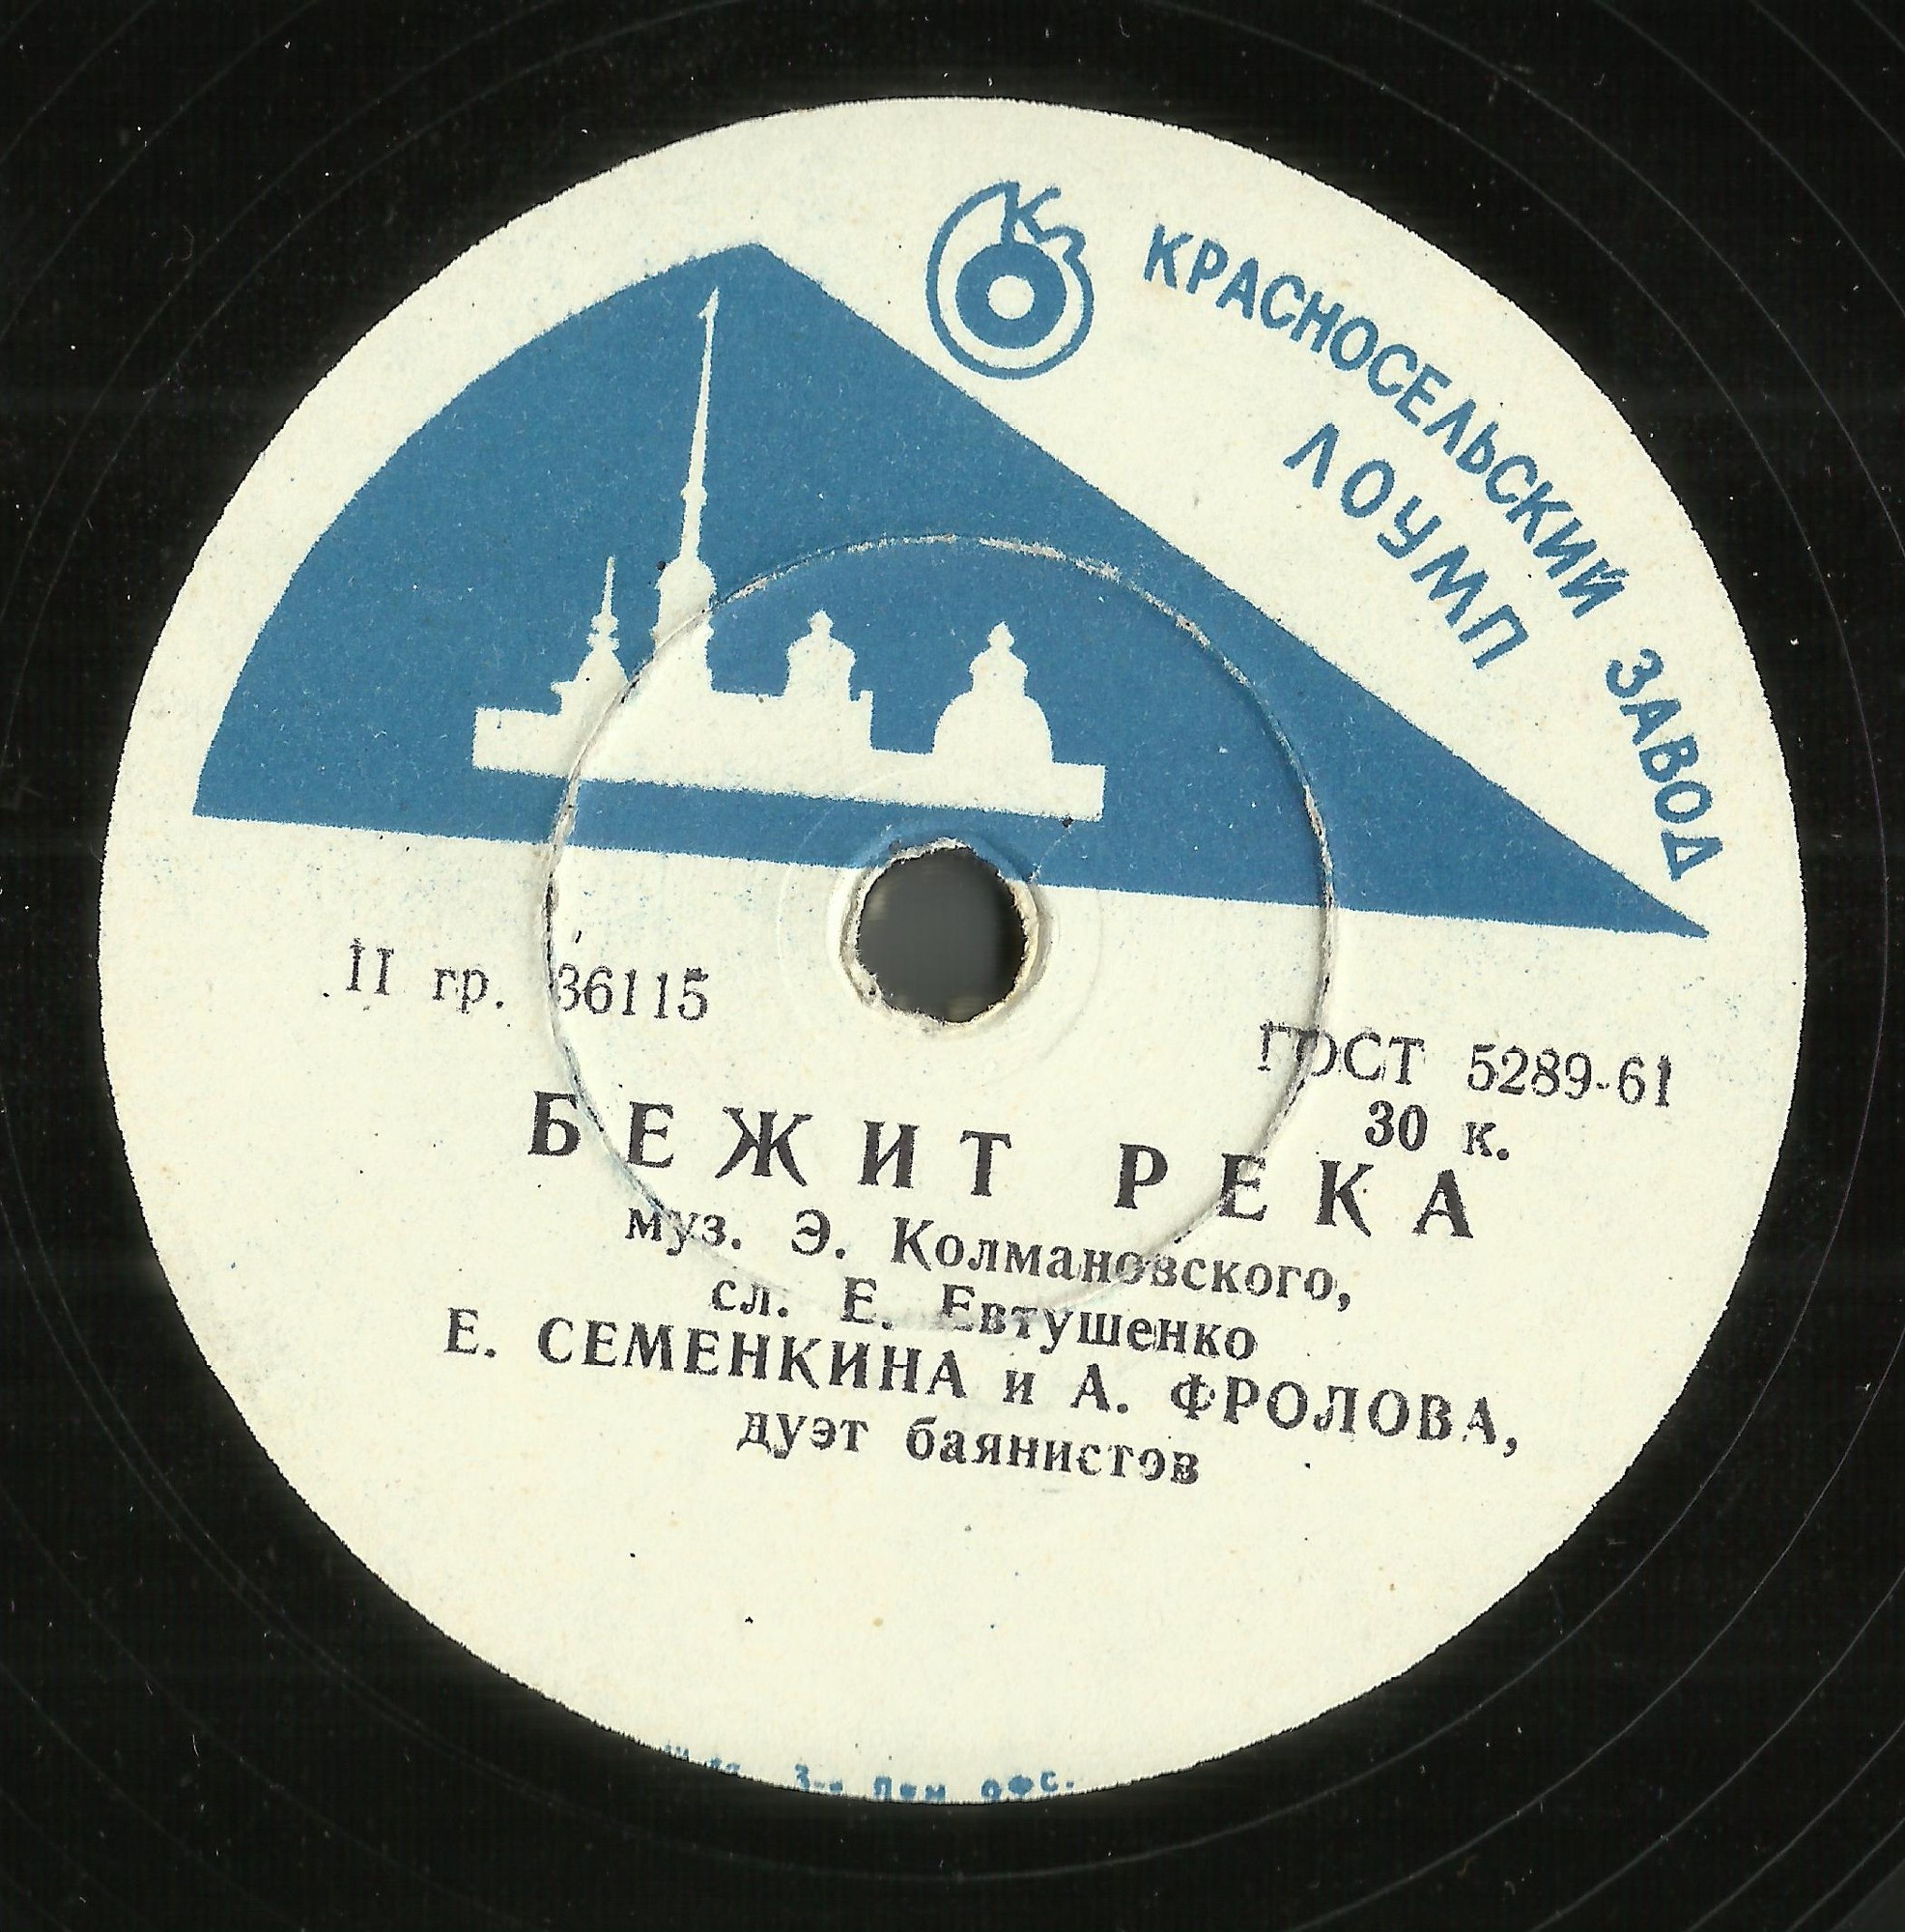 КРАСНОСЕЛЬСКИЙ ЗАВОД
ЛОУМП
II гр. 36115
ГОСТ 5289-61
30 к.
БЕЖИТ РЕКА
муз. Э. Колмановского,
сл. Е. Евтушенко
Е. СЕМЕНКИНА и А. ФРОЛОВА,
дуэт баянистов